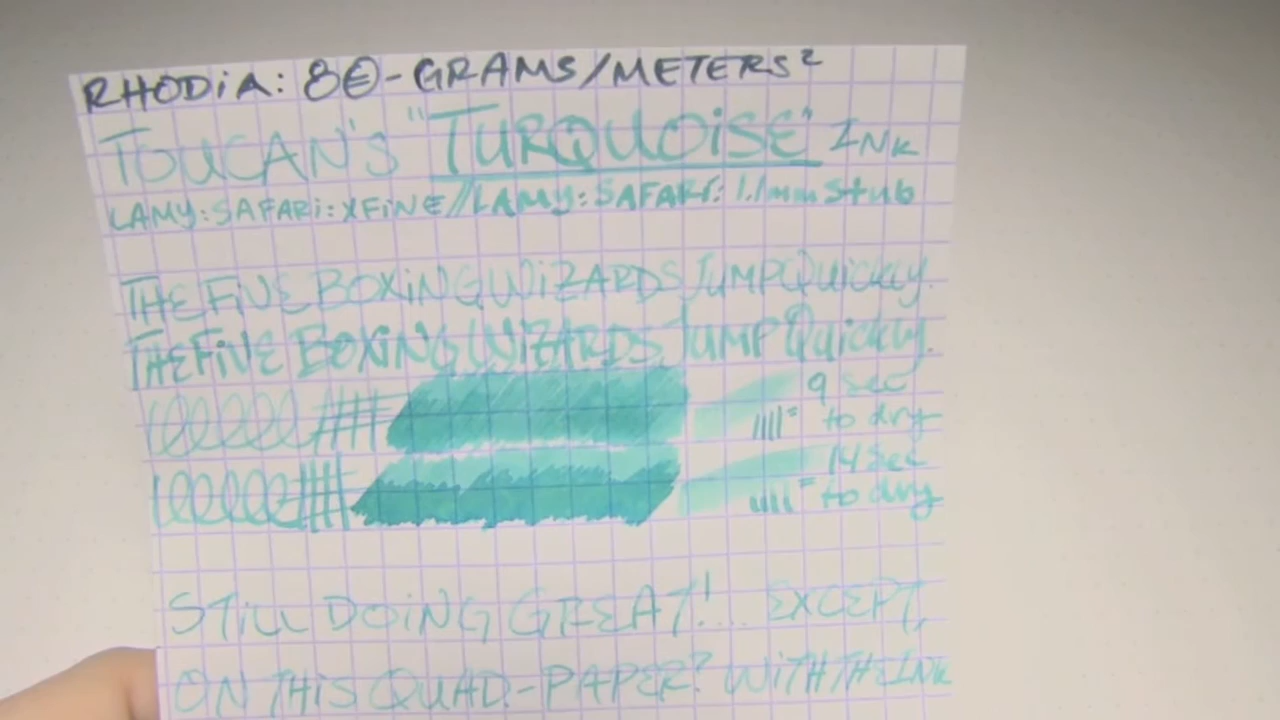 RHODiA: 80-GRAMS/METERS²
TOUCAN'S "TURQUOiSE" INK
LAMY:SAFARi:XFiNE//LAMY:SAFARi: 1.1mm Stub
THE FiVE BOXiNG WiZARDS JUMP Quickly.
THE FiVE BOXiNG WiZARDS JUMP Quickly.
9 sec
"" to dry
14 sec
" to dry
STiLL DOiNG GREAT!... EXCEPT,
ON THiS QUAD-PAPER? WiTH THE INK